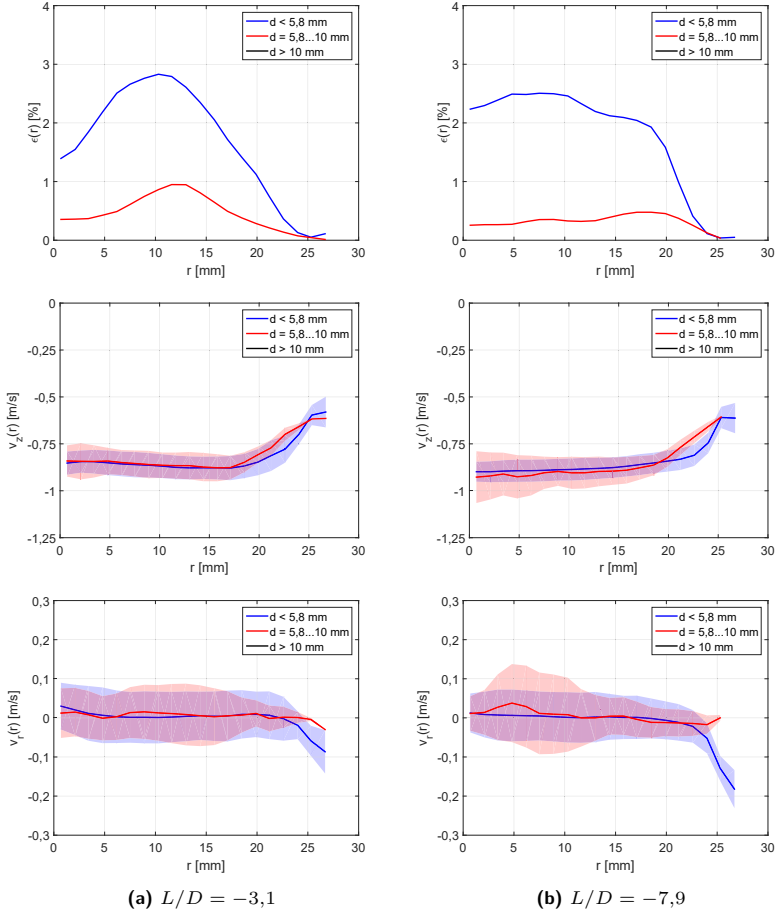 d < 5,8 mm
d = 5,8...10 mm
d > 10 mm
4
3
2
1
0
ϵ(r) [%]
0 5 10 15 20 25 30
r [mm]
d < 5,8 mm
d = 5,8...10 mm
d > 10 mm
4
3
2
1
0
ϵ(r) [%]
0 5 10 15 20 25 30
r [mm]
d < 5,8 mm
d = 5,8...10 mm
d > 10 mm
0
-0,25
-0,5
-0,75
-1
-1,25
v_z(r) [m/s]
0 5 10 15 20 25 30
r [mm]
d < 5,8 mm
d = 5,8...10 mm
d > 10 mm
0
-0,25
-0,5
-0,75
-1
-1,25
v_z(r) [m/s]
0 5 10 15 20 25 30
r [mm]
d < 5,8 mm
d = 5,8...10 mm
d > 10 mm
0,3
0,2
0,1
0
-0,1
-0,2
-0,3
v_r(r) [m/s]
0 5 10 15 20 25 30
r [mm]
d < 5,8 mm
d = 5,8...10 mm
d > 10 mm
0,3
0,2
0,1
0
-0,1
-0,2
-0,3
v_r(r) [m/s]
0 5 10 15 20 25 30
r [mm]
(a) L/D = −3,1
(b) L/D = −7,9